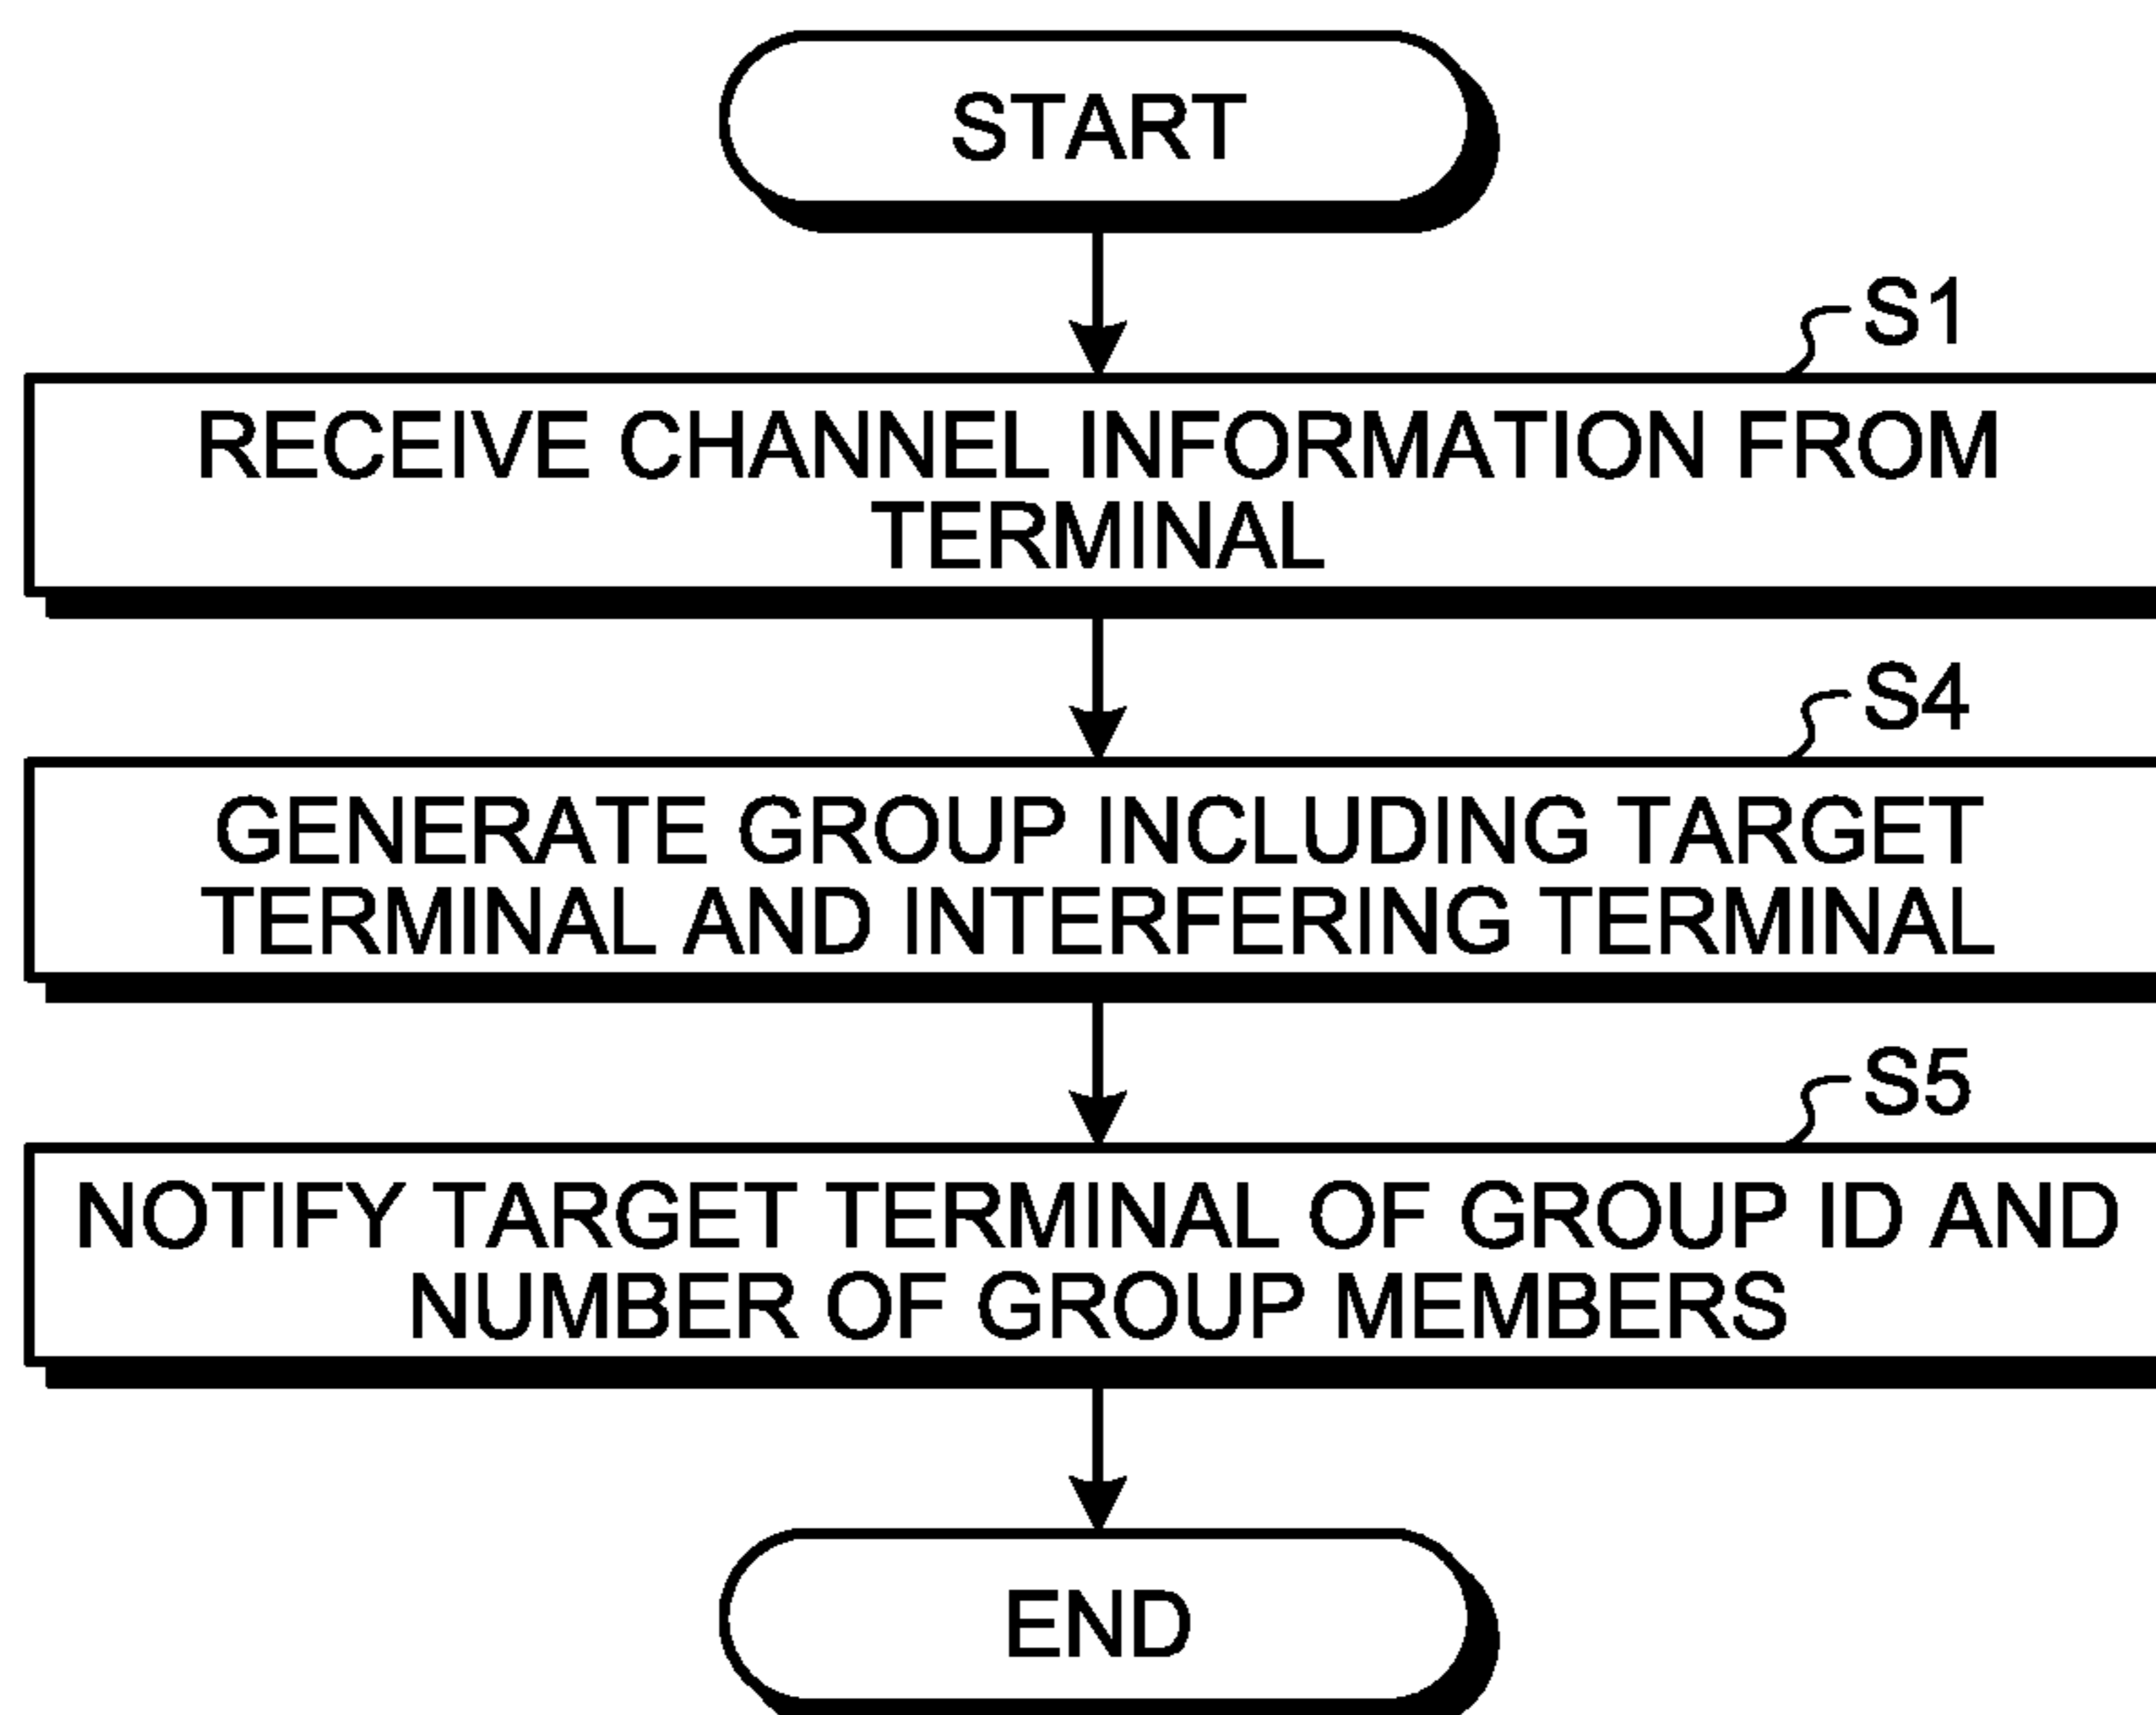 START
S1
RECEIVE CHANNEL INFORMATION FROM
TERMINAL
S4
GENERATE GROUP INCLUDING TARGET
TERMINAL AND INTERFERING TERMINAL
S5
NOTIFY TARGET TERMINAL OF GROUP ID AND
NUMBER OF GROUP MEMBERS
END